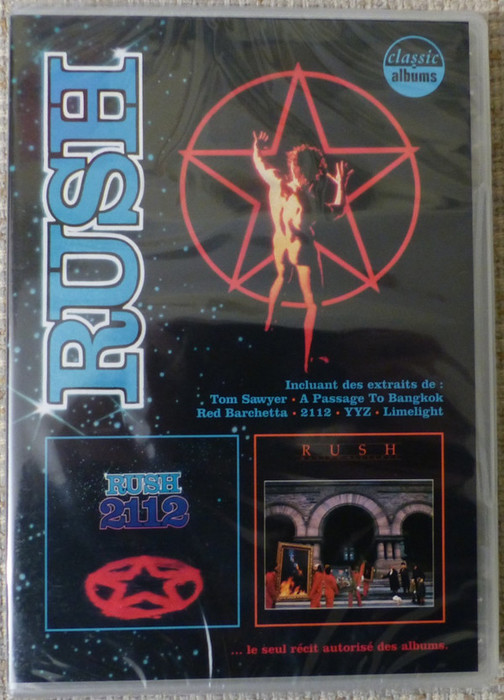 classic
albums
RUSH
Incluant des extraits de :
Tom Sawyer • A Passage To Bangkok
Red Barchetta • 2112 • YYZ • Limelight
RUSH
2112
RUSH
... le seul récit autorisé des albums.